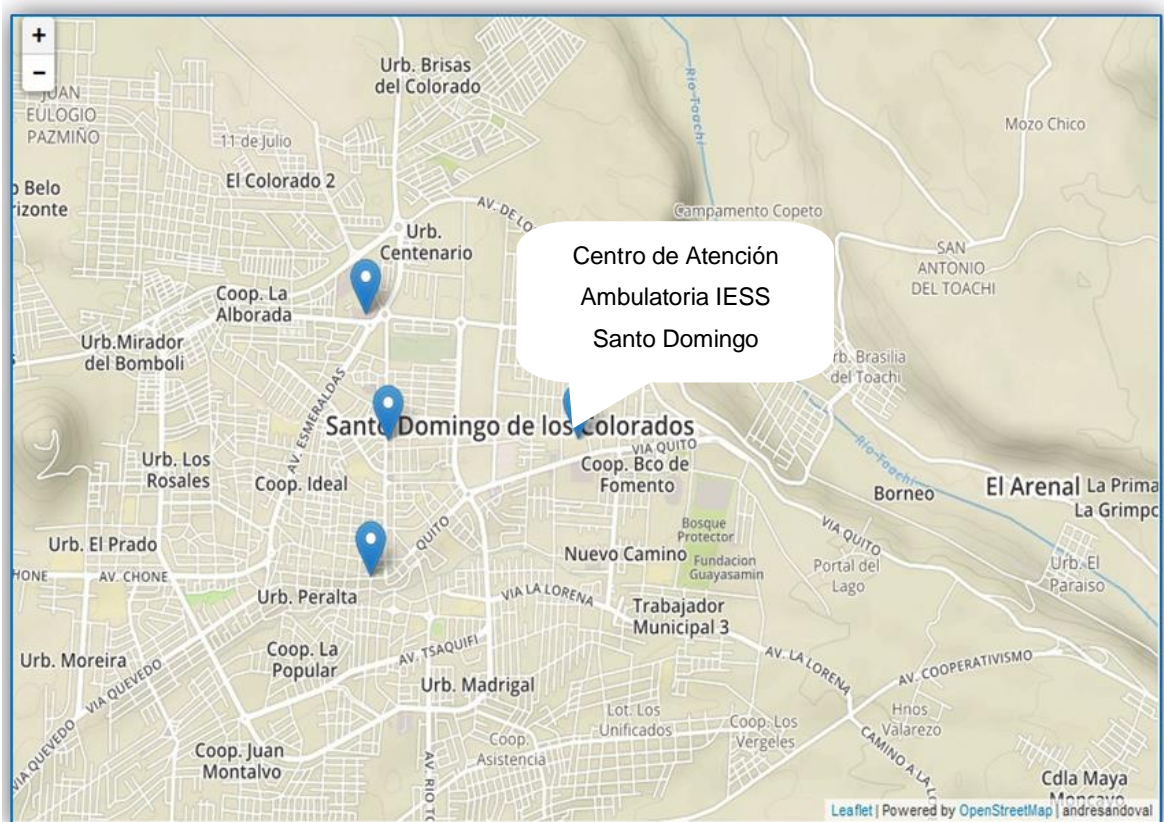 +
−
JUAN
EULOGIO
PAZMIÑO
Urb. Brisas
del Colorado
Río Toachi
Mozo Chico
11 de Julio
El Colorado 2
Belo
rizonte
AV. DE LO
Campamento Copeto
Urb.
Centenario
SAN
ANTONIO
DEL TOACHI
Centro de Atención
Ambulatoria IESS
Santo Domingo
Coop. La
Alborada
Urb.Mirador
del Bomboli
rb. Brasilia
del Toachi
AV. ESMERALDAS
Santo Domingo de los Colorados
VIA QUITO
Coop. Bco de
Fomento
Río-Toachi
Urb. Los
Rosales
Coop. Ideal
Borneo
El Arenal
La Prima
La Grimpc
QUITO
Bosque
Protector
VIA QUITO
Urb. El Prado
Nuevo Camino
Fundacion
Guayasamin
Portal del
Lago
Urb. El
Paraiso
HONE
AV. CHONE
Urb. Peralta
VIA LA LORENA
Trabajador
Municipal 3
Urb. Moreira
Coop. La
Popular
AV. TSAQUIFI
AV. LA LORENA
AV. COOPERATIVISMO
VIA QUEVEDO
Urb. Madrigal
Lot. Los
Unificados
Coop. Los
Vergeles
Hnos
Valarezo
VIA QUEVEDO
Coop. Juan
Montalvo
Coop.
Asistencia
AV. RIO TO
CAMINO A LA
Cdla Maya
Moncayo
Leaflet | Powered by OpenStreetMap | andresandoval